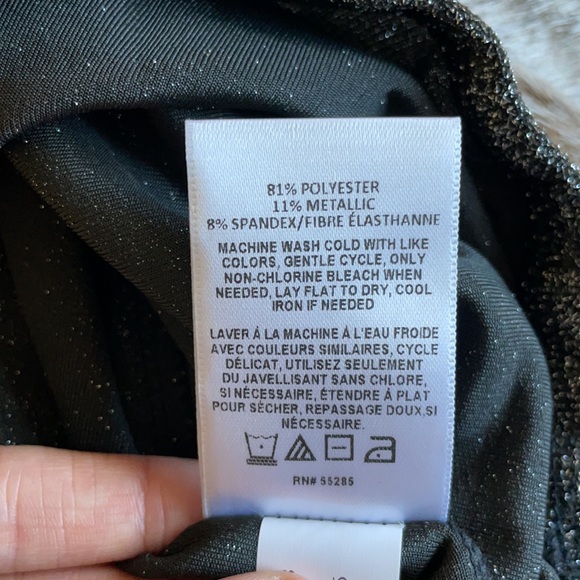 81% POLYESTER
11% METALLIC
8% SPANDEX/FIBRE ÉLASTHANNE
MACHINE WASH COLD WITH LIKE
COLORS, GENTLE CYCLE, ONLY
NON-CHLORINE BLEACH WHEN
NEEDED, LAY FLAT TO DRY, COOL
IRON IF NEEDED
LAVER Á LA MACHINE Á L'EAU FROIDE
AVEC COULEURS SIMILAIRES, CYCLE
DÉLICAT, UTILISEZ SEULEMENT
DU JAVELLISANT SANS CHLORE,
SI NÉCESSAIRE, ÉTENDRE Á PLAT
POUR SÉCHER, REPASSAGE DOUX,SI
NÉCESSAIRE.
RN# 55285